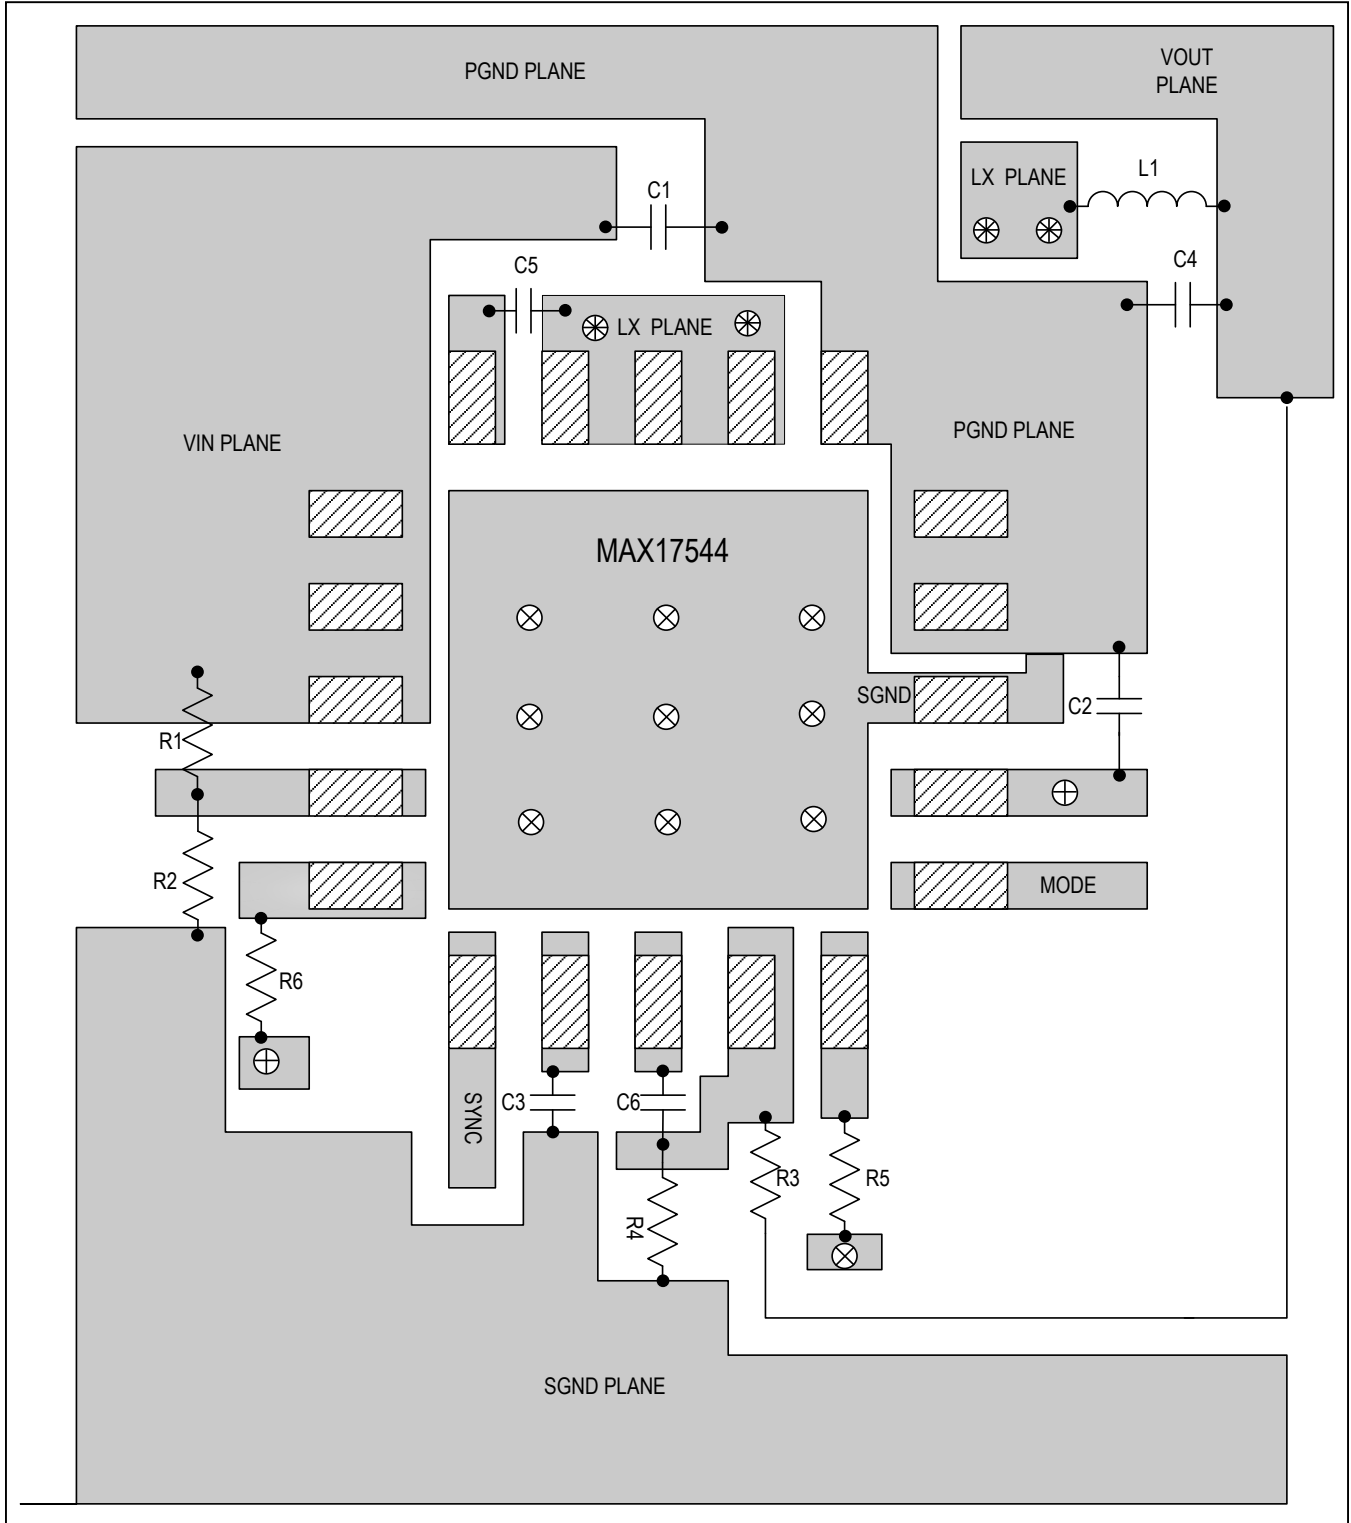 PGND PLANE
VOUT
PLANE
LX PLANE
L1
C1
C4
C5
LX PLANE
VIN PLANE
PGND PLANE
MAX17544
SGND
C2
R1
R2
MODE
R6
SYNC
C3
C6
R3
R5
R4
SGND PLANE